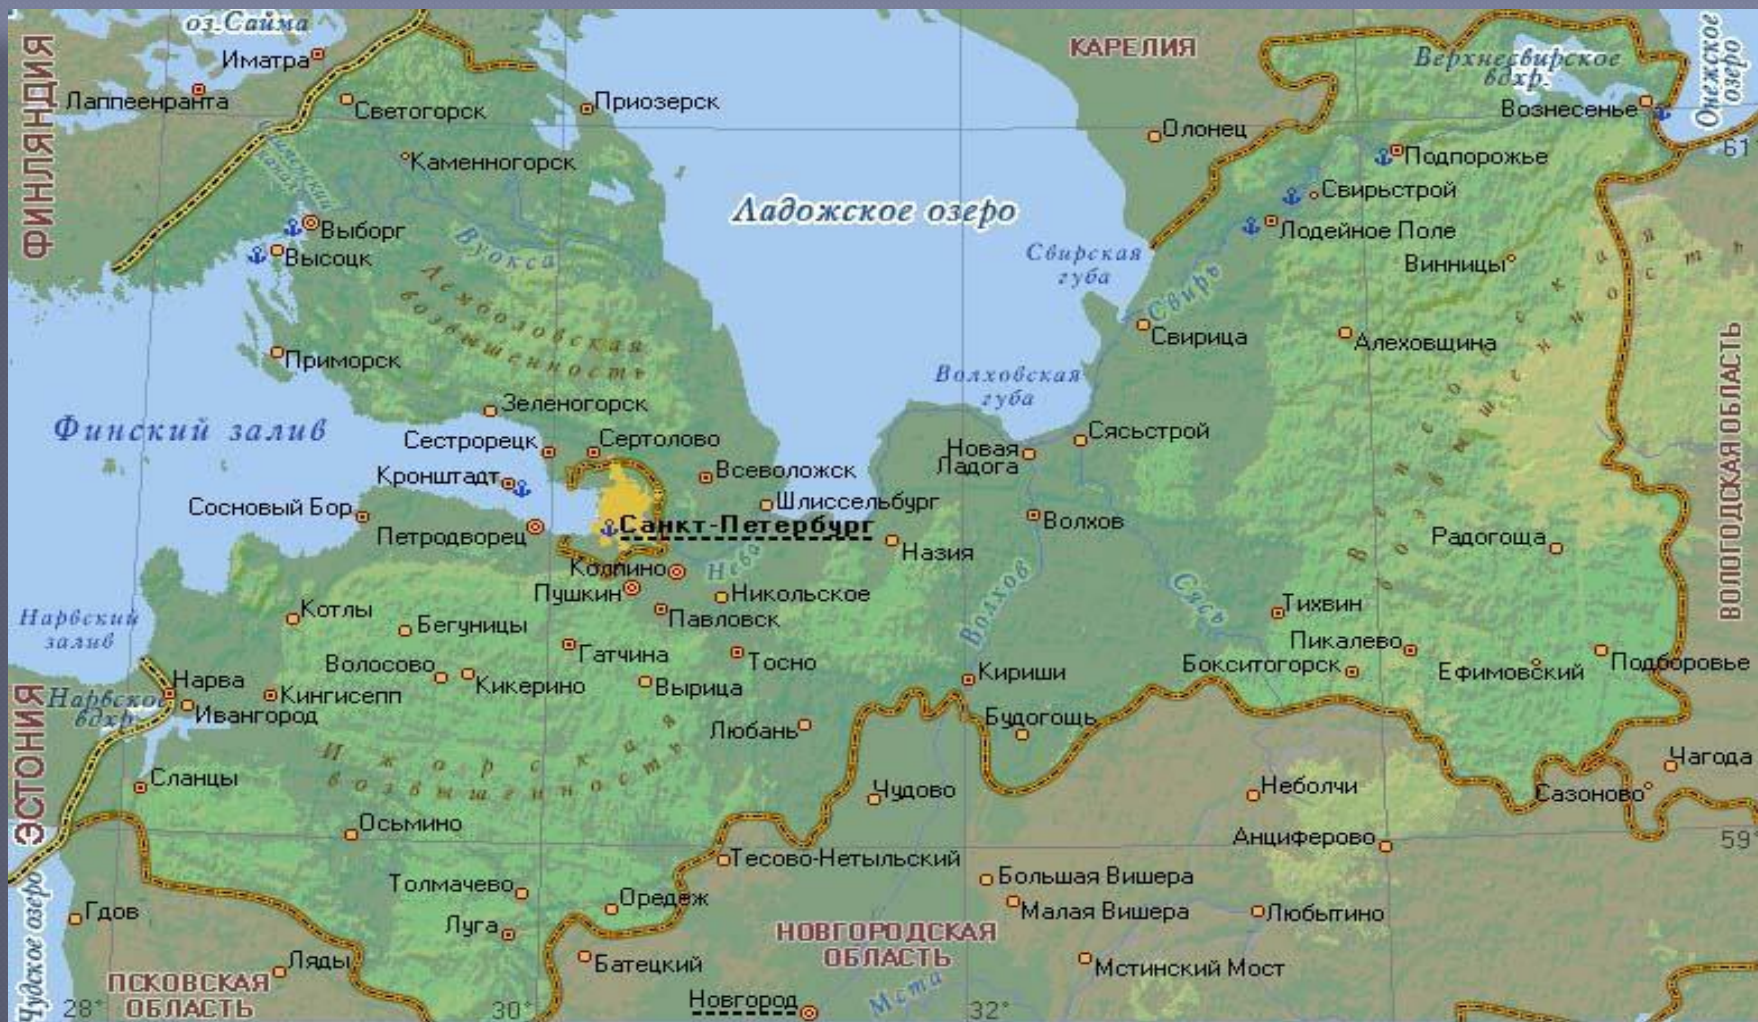 оз.Сайма
Иматра
КАРЕЛИЯ
Верхнесвирское
вдхр.
Онежское
озеро
ФИНЛЯНДИЯ
Лаппеенранта
Светогорск
Приозерск
Вознесенье
Олонец
61°
Каменногорск
Подпорожье
Сайменский
канал
Свирьстрой
Ладожское озеро
Выборг
Лодейное Поле
Высоцк
Вуокса
Свирская
губа
Винницы
Свирь
Лемболовская
возвышенность
Свирица
Алеховщина
Приморск
Волховская
губа
Вепсовская
возвышенность
ВОЛОГОДСКАЯ ОБЛАСТЬ
Зеленогорск
Финский залив
Сестрорецк
Сертолово
Сясьстрой
Новая
Ладога
Кронштадт
Всеволожск
Сосновый Бор
Шлиссельбург
Санкт-Петербург
Волхов
Петродворец
Назия
Радогоща
Колпино
Нева
Пушкин
Никольское
Волхов
Сясь
Тихвин
Нарвский
залив
Котлы
Бегуницы
Павловск
Пикалево
Гатчина
Тосно
Волосово
Кикерино
Вырица
Кириши
Бокситогорск
Ефимовский
Подборовье
Нарва
Нарвское
вдхр.
Кингисепп
Ивангород
Любань
Будогощь
ЭСТОНИЯ
Ижорская
возвышенность
Сланцы
Чудово
Неболчи
Чагода
Сазоново
Осьмино
Анциферово
59°
Тесово-Нетыльский
Чудское озеро
Толмачево
Оредеж
Большая Вишера
Гдов
Малая Вишера
Любытино
Луга
НОВГОРОДСКАЯ
ОБЛАСТЬ
Ляды
Батецкий
Мстинский Мост
ПСКОВСКАЯ
ОБЛАСТЬ
Новгород
Мста
28°
30°
32°